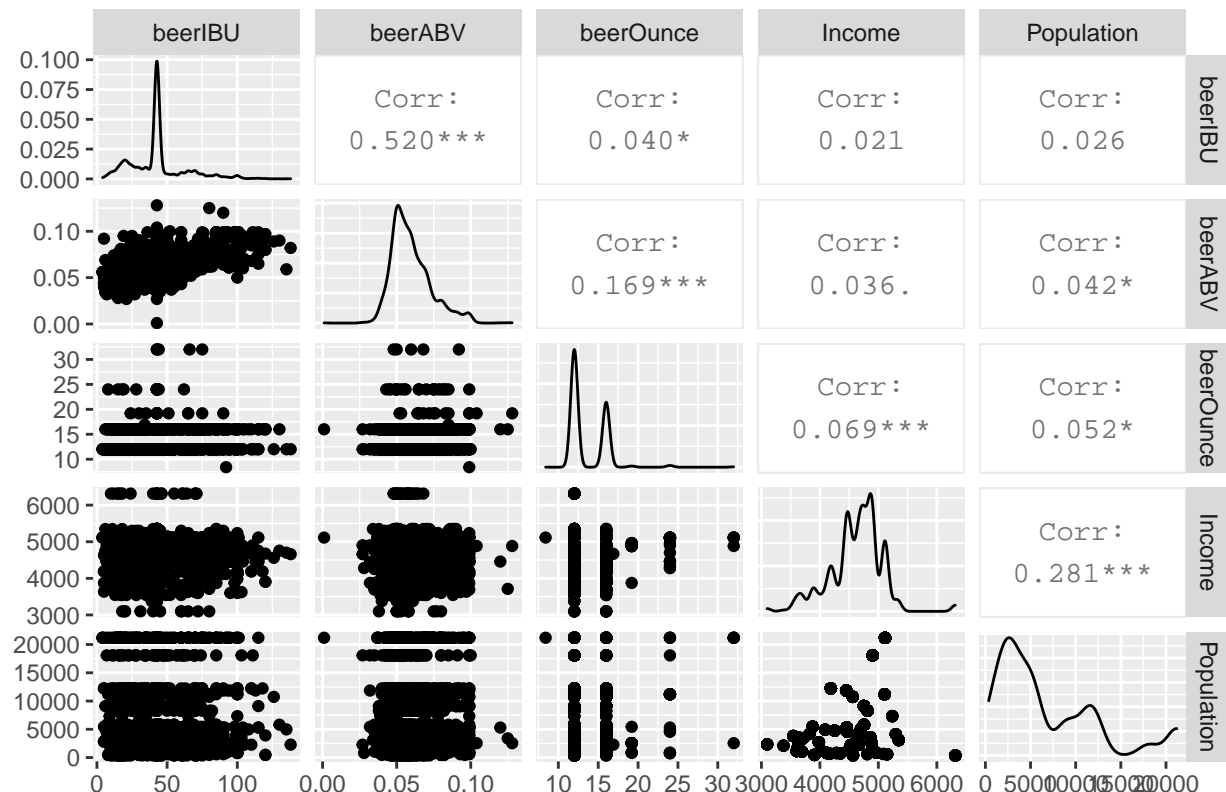 beerIBU beerABV beerOunce Income Population
0.100
0.075
0.050
0.025
0.000
Corr:
0.520***
Corr:
0.040*
Corr:
0.021
Corr:
0.026
beerIBU
0.10
0.05
0.00
Corr:
0.169***
Corr:
0.036.
Corr:
0.042*
beerABV
30
25
20
15
10
Corr:
0.069***
Corr:
0.052*
beerOunce
6000
5000
4000
3000
Corr:
0.281***
Income
20000
15000
10000
5000
0
Population
0 50 100 0.00 0.05 0.10 10 15 20 25 30 3000 4000 5000 6000 0 5000 10000 15000 20000